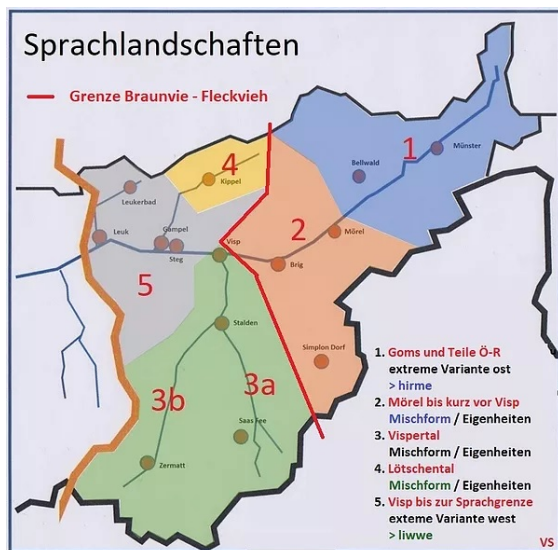 Sprachlandschaften
Grenze Braunvie - Fleckvieh
1
Münster
Bellwald
4
Kippel
Leukerbad
2
Mörel
Leuk
Gampel
Steg
Visp
Brig
5
Stalden
Simplon Dorf
3b
3a
Saas Fee
Zermatt
1. Goms und Teile Ö-R
extreme Variante ost
> hirme
2. Mörel bis kurz vor Visp
Mischform / Eigenheiten
3. Vispertal
Mischform / Eigenheiten
4. Lötschental
Mischform / Eigenheiten
5. Visp bis zur Sprachgrenze
exteme Variante west
> liwwe
VS